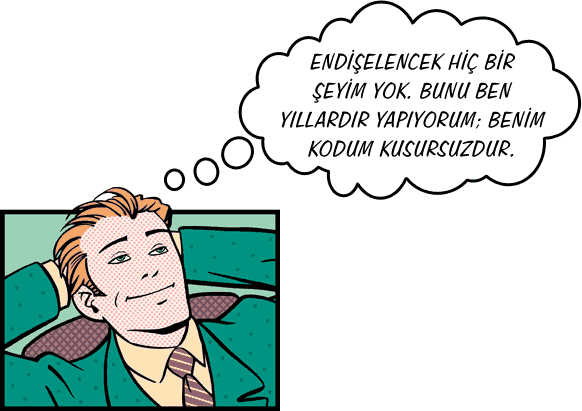 ENDİŞELENCEK HİÇ BİR
ŞEYİM YOK. BUNU BEN
YILLARDIR YAPIYORUM; BENİM
KODUM KUSURSUZDUR.